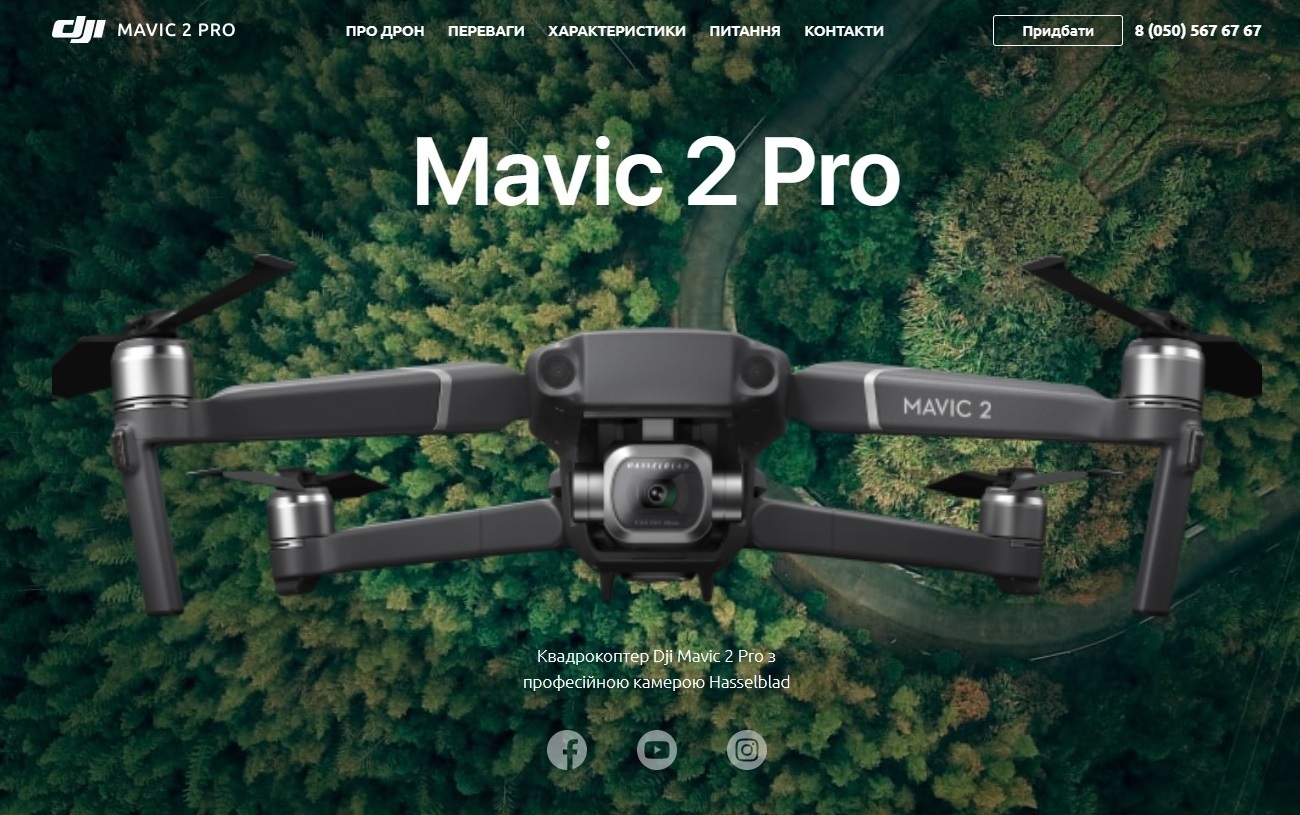 dji MAVIC 2 PRO
ПРО ДРОН ПЕРЕВАГИ ХАРАКТЕРИСТИКИ ПИТАННЯ КОНТАКТИ
Придбати 8 (050) 567 67 67
Mavic 2 Pro
MAVIC 2
HASSELBLAD
Квадрокоптер Dji Mavic 2 Pro з
професійною камерою Hasselblad